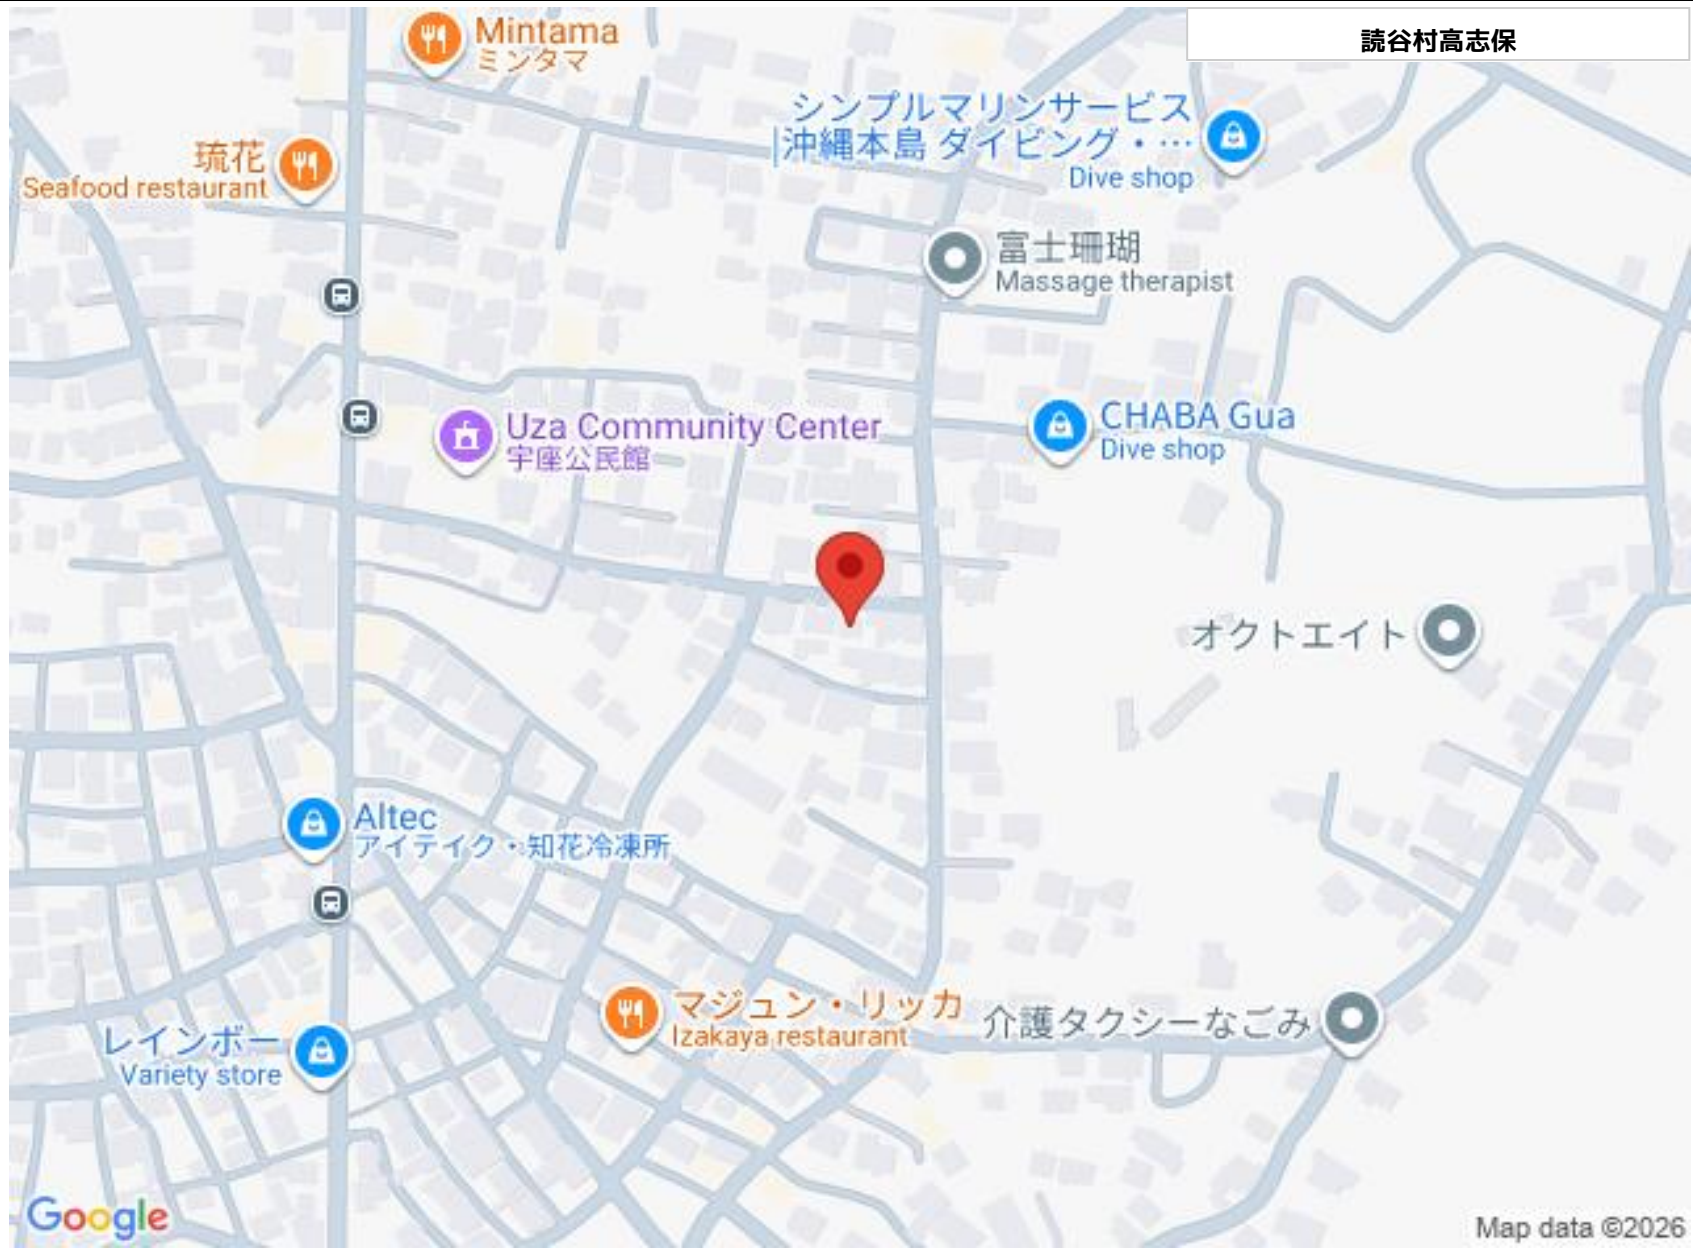 Mintama
ミンタマ
読谷村高志保
シンプルマリンサービス
|沖縄本島 ダイビング・…
Dive shop
琉花
Seafood restaurant
富士珊瑚
Massage therapist
Uza Community Center
宇座公民館
CHABA Gua
Dive shop
オクトエイト
Altec
アイテイク・知花冷凍所
マジュン・リッカ
Izakaya restaurant
介護タクシーなごみ
レインボー
Variety store
Google
Map data ©2026